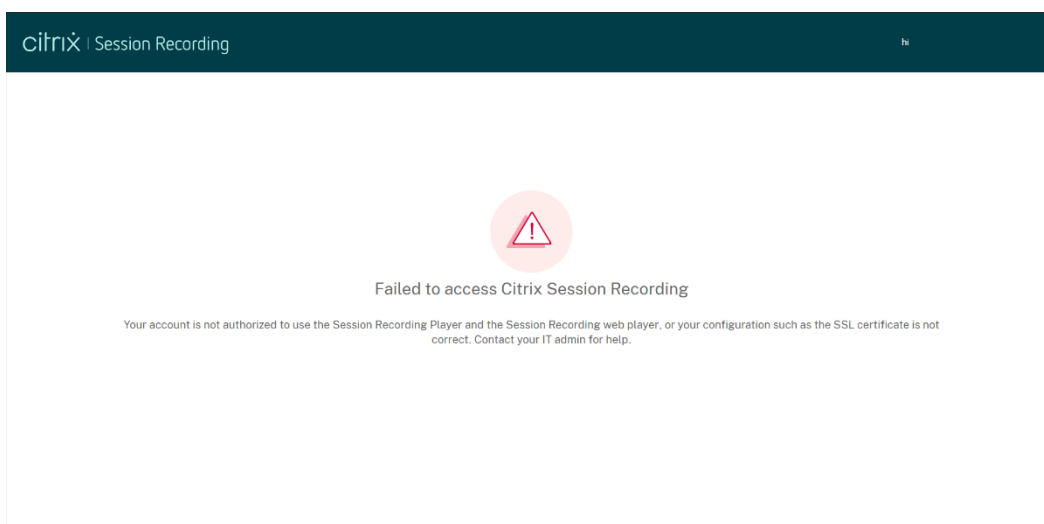 citrix | Session Recording
hi
Failed to access Citrix Session Recording
Your account is not authorized to use the Session Recording Player and the Session Recording web player, or your configuration such as the SSL certificate is not
correct. Contact your IT admin for help.